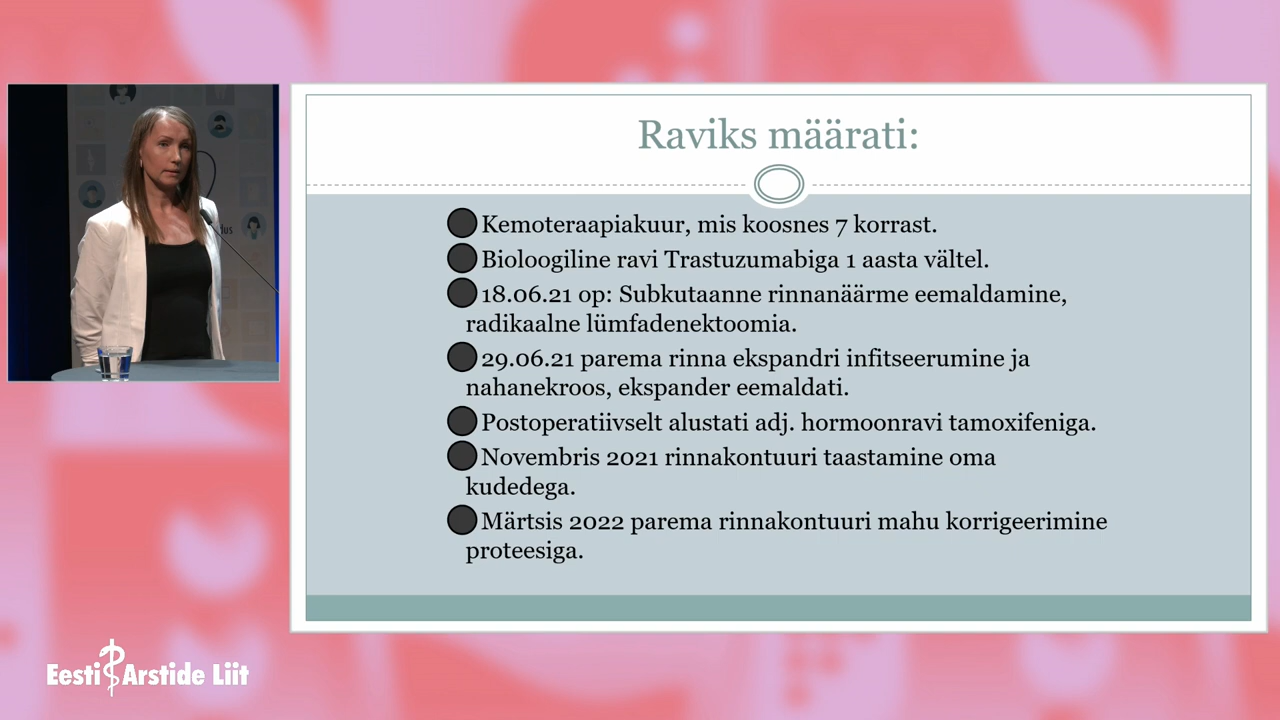 Raviks määrati:
Kemoteraapiakuur, mis koosnes 7 korrast.
Bioloogiline ravi Trastuzumabiga 1 aasta vältel.
18.06.21 op: Subkutaanne rinnanäärme eemaldamine,
radikaalne lümfadenektoomia.
29.06.21 parema rinna ekspandri infitseerumine ja
nahanekroos, ekspander eemaldati.
Postoperatiivselt alustati adj. hormoonravi tamoxifeniga.
Novembris 2021 rinnakontuuri taastamine oma
kudedega.
Märtsis 2022 parema rinnakontuuri mahu korrigeerimine
proteesiga.
Eesti Arstide Liit